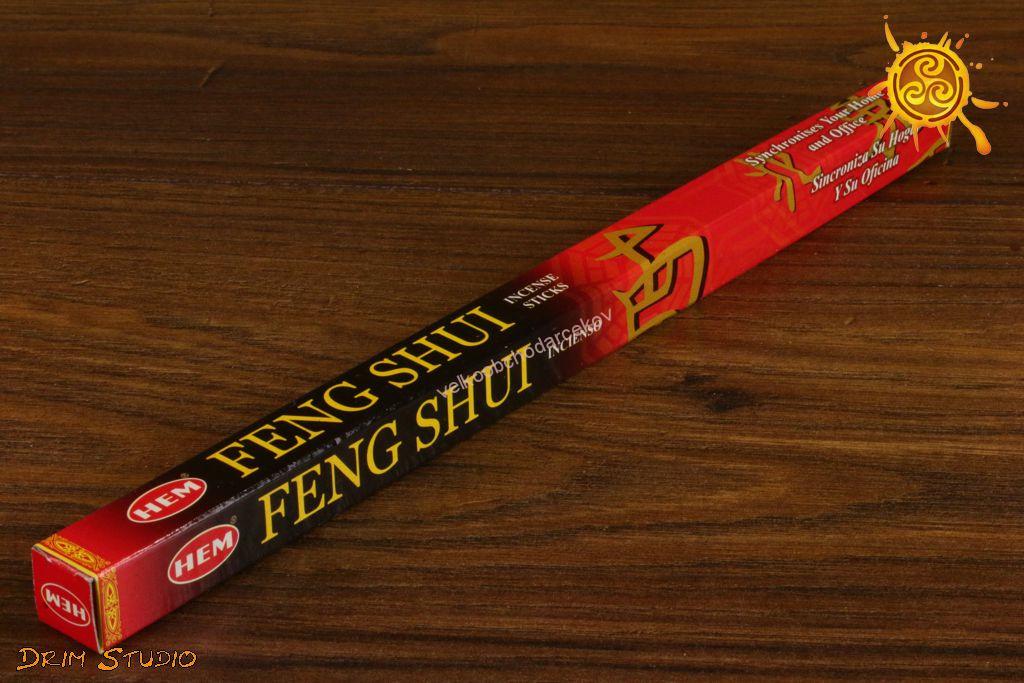 Synchronises Your Home
and Office
Sincroniza Su Hogar
Y Su Oficina
INCENSE
STICKS
INCIENSO
velkoobchodarcekov
FENG SHUI
FENG SHUI
HEM
HEM
HEM
DRIM STUDIO